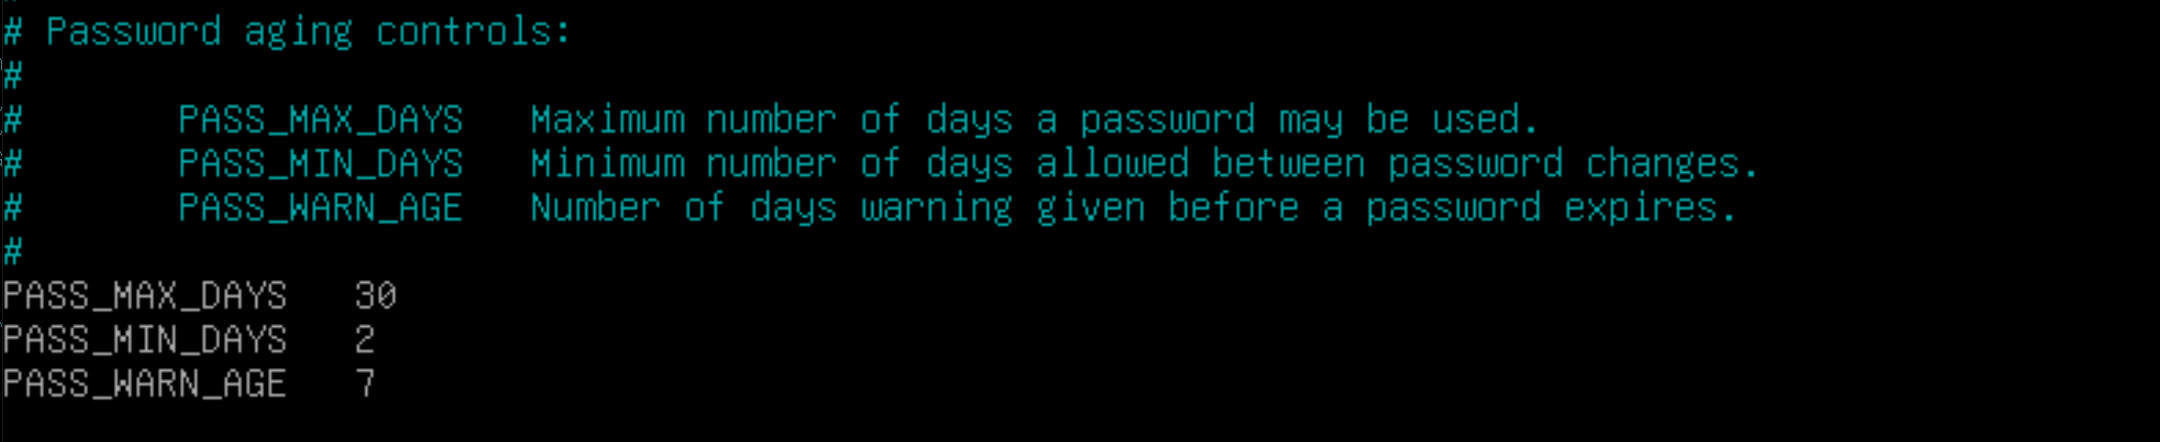 # Password aging controls:
#
#       PASS_MAX_DAYS   Maximum number of days a password may be used.
#       PASS_MIN_DAYS   Minimum number of days allowed between password changes.
#       PASS_WARN_AGE   Number of days warning given before a password expires.
#
PASS_MAX_DAYS   30
PASS_MIN_DAYS   2
PASS_WARN_AGE   7